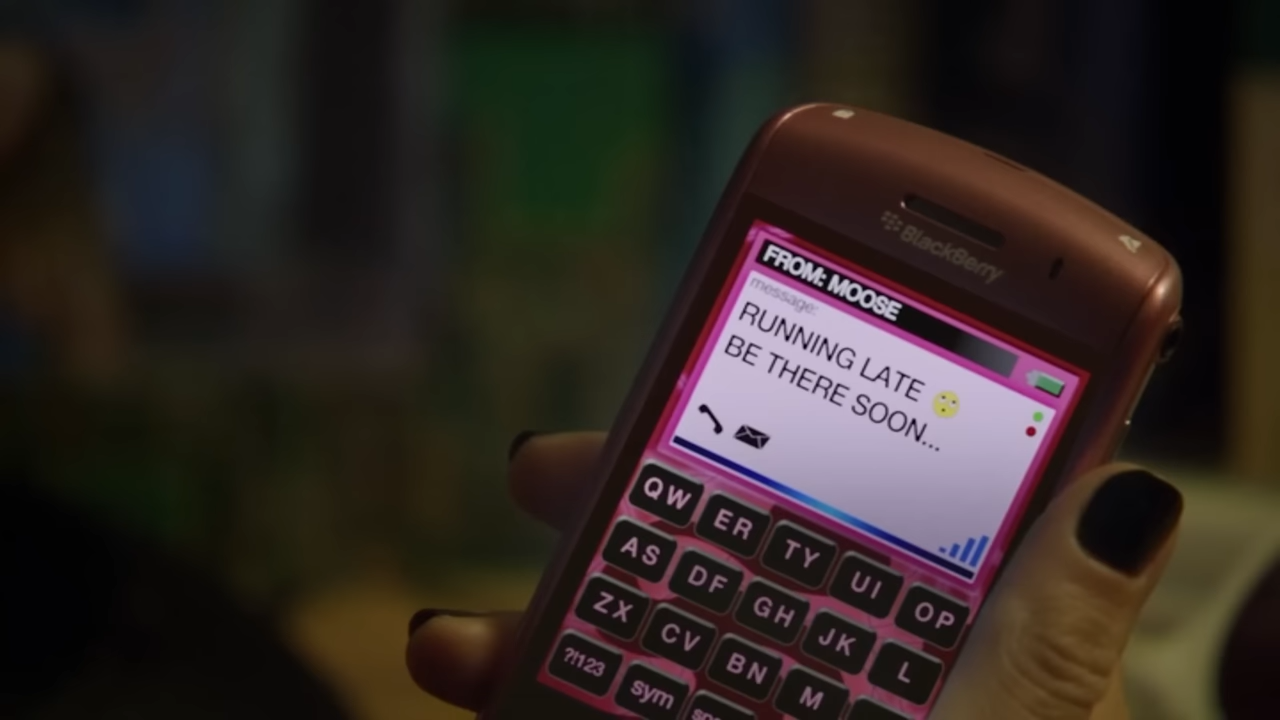 BlackBerry
FROM: MOOSE
message:
RUNNING LATE 🙄
BE THERE SOON...
QW ER TY UI OP
AS DF GH JK L
ZX CV BN M
?!123 sym